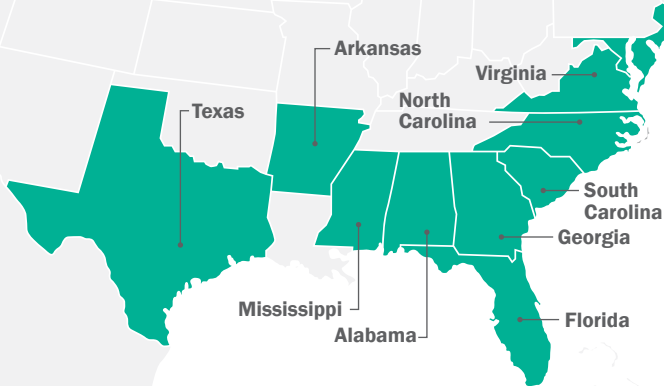 Arkansas
Virginia
Texas
North
Carolina
South
Carolina
Georgia
Mississippi
Alabama
Florida